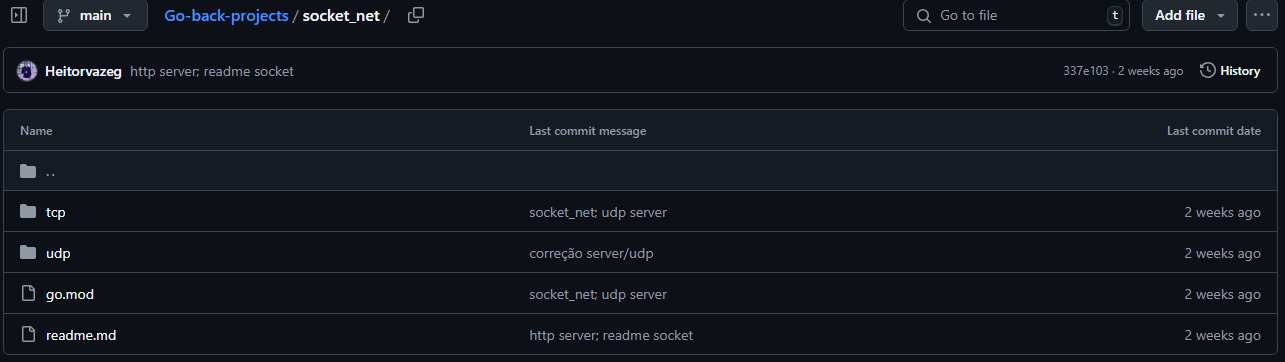 main Go-back-projects / socket_net / Go to file t Add file
Heitorvazeg http server; readme socket 337e103 · 2 weeks ago History
Name Last commit message Last commit date
..
tcp socket_net; udp server 2 weeks ago
udp correção server/udp 2 weeks ago
go.mod socket_net; udp server 2 weeks ago
readme.md http server; readme socket 2 weeks ago